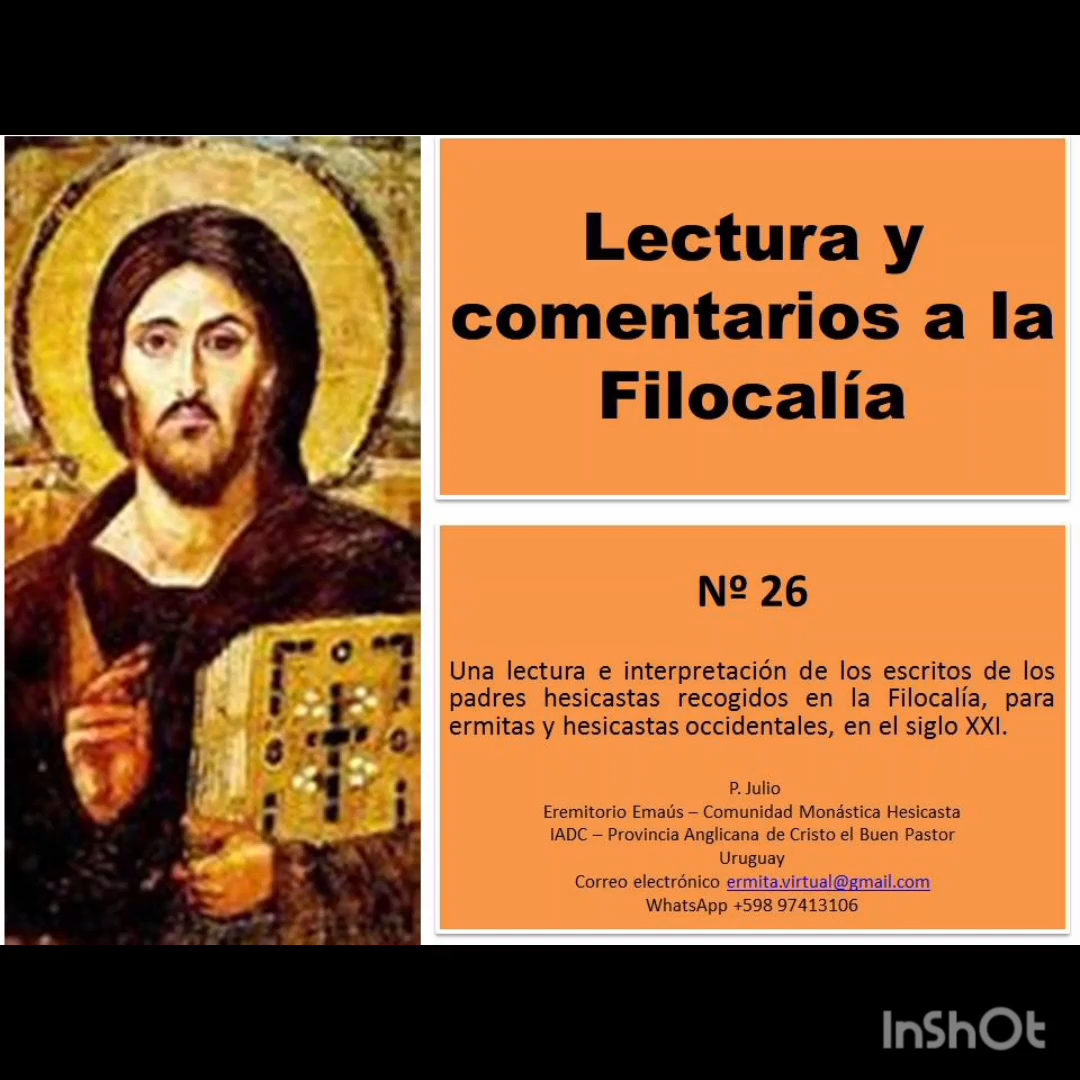 Lectura y
comentarios a la
Filocalía
Nº 26
Una lectura e interpretación de los escritos de los
padres hesicastas recogidos en la Filocalía, para
ermitas y hesicastas occidentales, en el siglo XXI.
P. Julio
Eremitorio Emaús – Comunidad Monástica Hesicasta
IADC – Provincia Anglicana de Cristo el Buen Pastor
Uruguay
Correo electrónico ermita.virtual@gmail.com
WhatsApp +598 97413106
InShOt